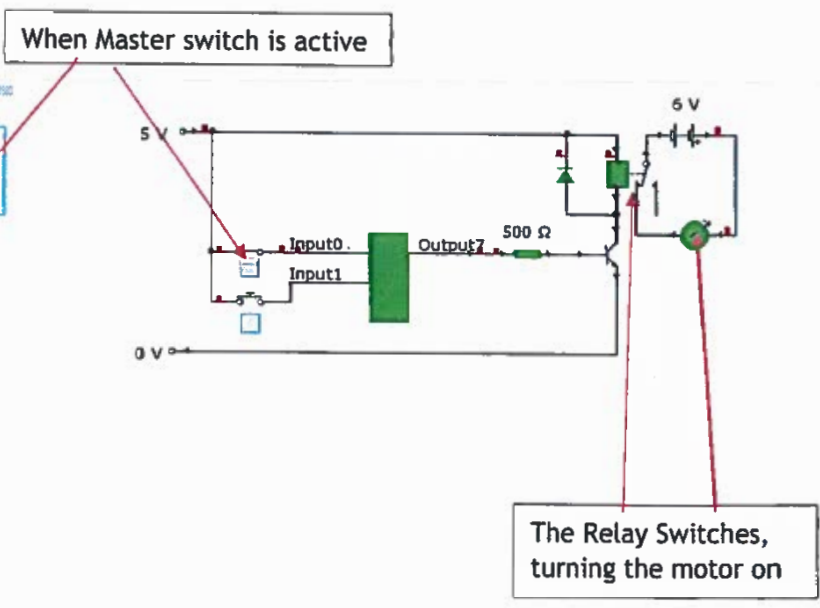 When Master switch is active
6 V
5 V
500 Ω
Input0 .
Output7
Input1
0 V
The Relay Switches,
turning the motor on